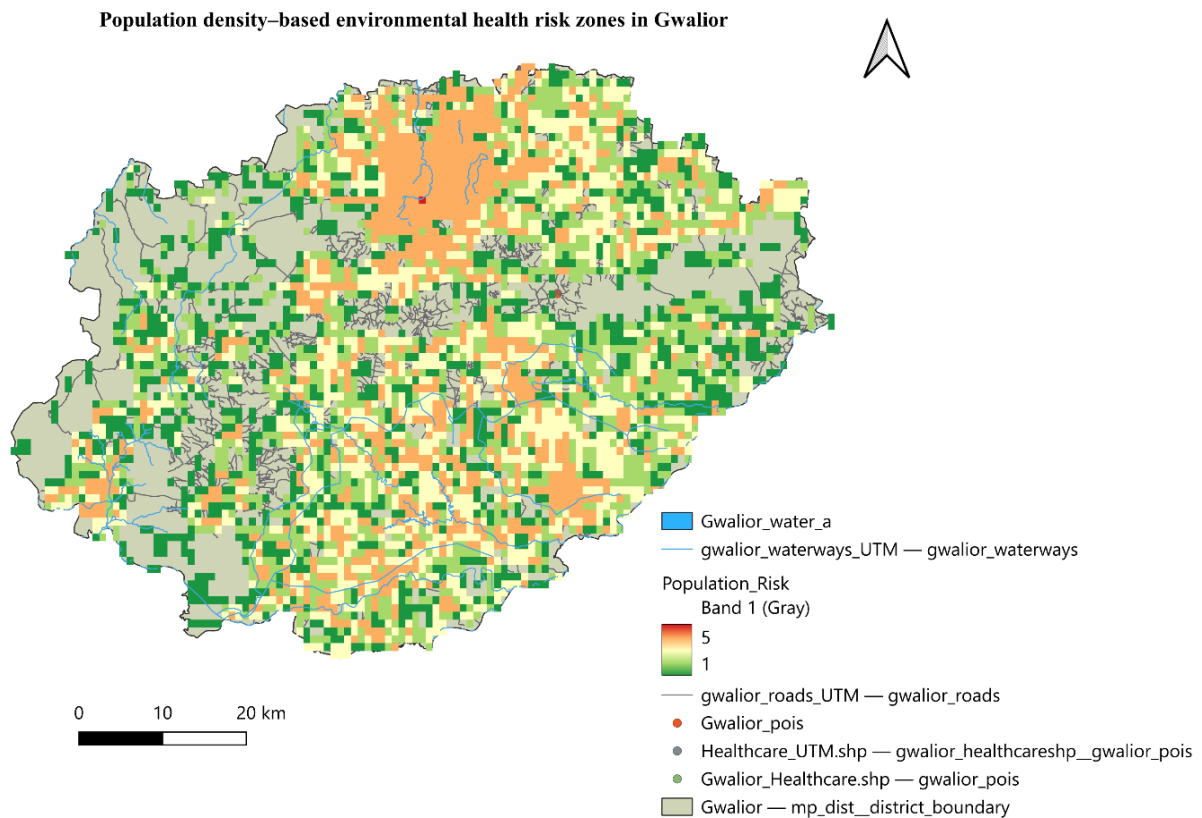 Population density–based environmental health risk zones in Gwalior
Gwalior_water_a
gwalior_waterways_UTM — gwalior_waterways
Population_Risk
Band 1 (Gray)
5
1
gwalior_roads_UTM — gwalior_roads
Gwalior_pois
Healthcare_UTM.shp — gwalior_healthcareshp__gwalior_pois
Gwalior_Healthcare.shp — gwalior_pois
Gwalior — mp_dist__district_boundary
0 10 20 km